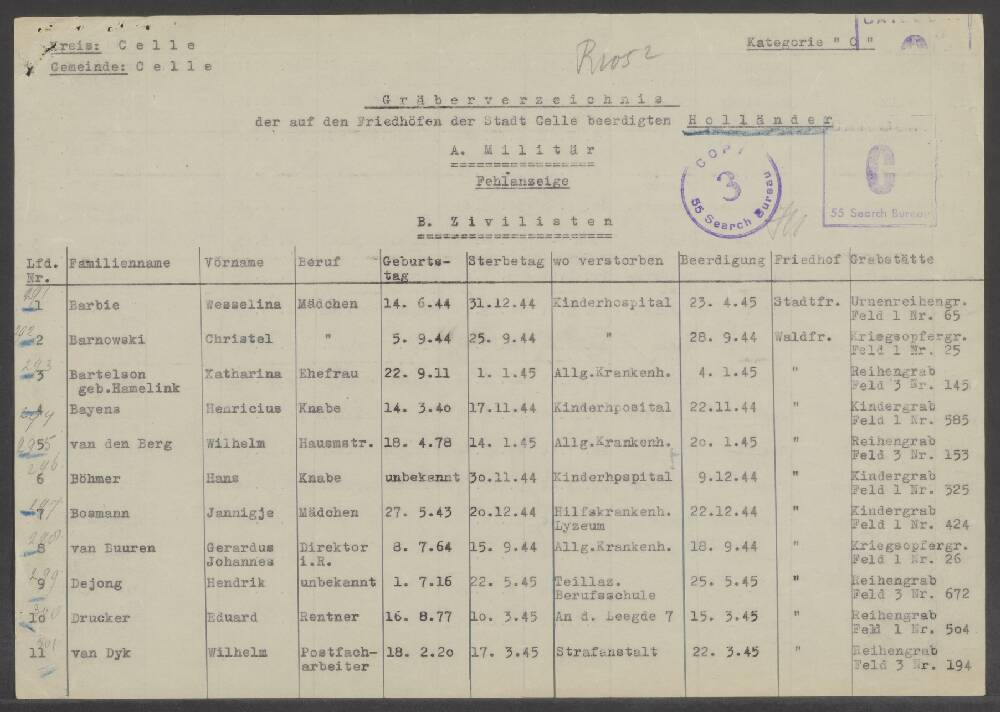 Kreis: Celle
Kategorie "C"
Gemeinde: Celle
R1052
Gräberverzeichnis
der auf den Friedhöfen der Stadt Celle beerdigten Holländer
A. Militär
Fehlanzeige
COPY
3
55 Search Bureau
C
55 Search Bureau
B. Zivilisten
Lfd. Nr. Familienname Vorname Beruf Geburts-tag Sterbetag wo verstorben Beerdigung Friedhof Grabstätte
1 Barbie Wesselina Mädchen 14. 6.44 31.12.44 Kinderhospital 23. 4.45 Stadtfr. Urnenreihengr.
Feld 1 Nr. 65
2 Barnowski Christel " 5. 9.44 25. 9.44 " 28. 9.44 Waldfr. Kriegsopfergr.
Feld 1 Nr. 25
3 Bartelson Katharina Ehefrau 22. 9.11 1. 1.45 Allg.Krankenh. 4. 1.45 " Reihengrab
geb.Hamelink Feld 3 Nr. 145
4 Bayens Henricius Knabe 14. 3.40 17.11.44 Kinderhposital 22.11.44 " Kindergrab
Feld 1 Nr. 585
5 van den Berg Wilhelm Hausmstr. 18. 4.78 14. 1.45 Allg.Krankenh. 2o. 1.45 " Reihengrab
Feld 3 Nr. 153
6 Böhmer Hans Knabe unbekannt 3o.11.44 Kinderhospital 9.12.44 " Kindergrab
Feld 1 Nr. 325
7 Bosmann Jannigje Mädchen 27. 5.43 2o.12.44 Hilfskrankenh. 22.12.44 " Kindergrab
Lyzeum Feld 1 Nr. 424
8 van Buuren Gerardus Direktor 8. 7.64 15. 9.44 Allg.Krankenh. 18. 9.44 " Kriegsopfergr.
Johannes i.R. Feld 1 Nr. 26
9 Dejong Hendrik unbekannt 1. 7.16 22. 5.45 Teillaz. 25. 5.45 " Reihengrab
Berufsschule Feld 3 Nr. 672
1o Drucker Eduard Rentner 16. 8.77 1o. 3.45 An d. Leegde 7 15. 3.45 " Reihengrab
Feld 1 Nr. 5o4
11 van Dyk Wilhelm Postfach- 18. 2.2o 17. 3.45 Strafanstalt 22. 3.45 " Reihengrab
arbeiter Feld 3 Nr. 194